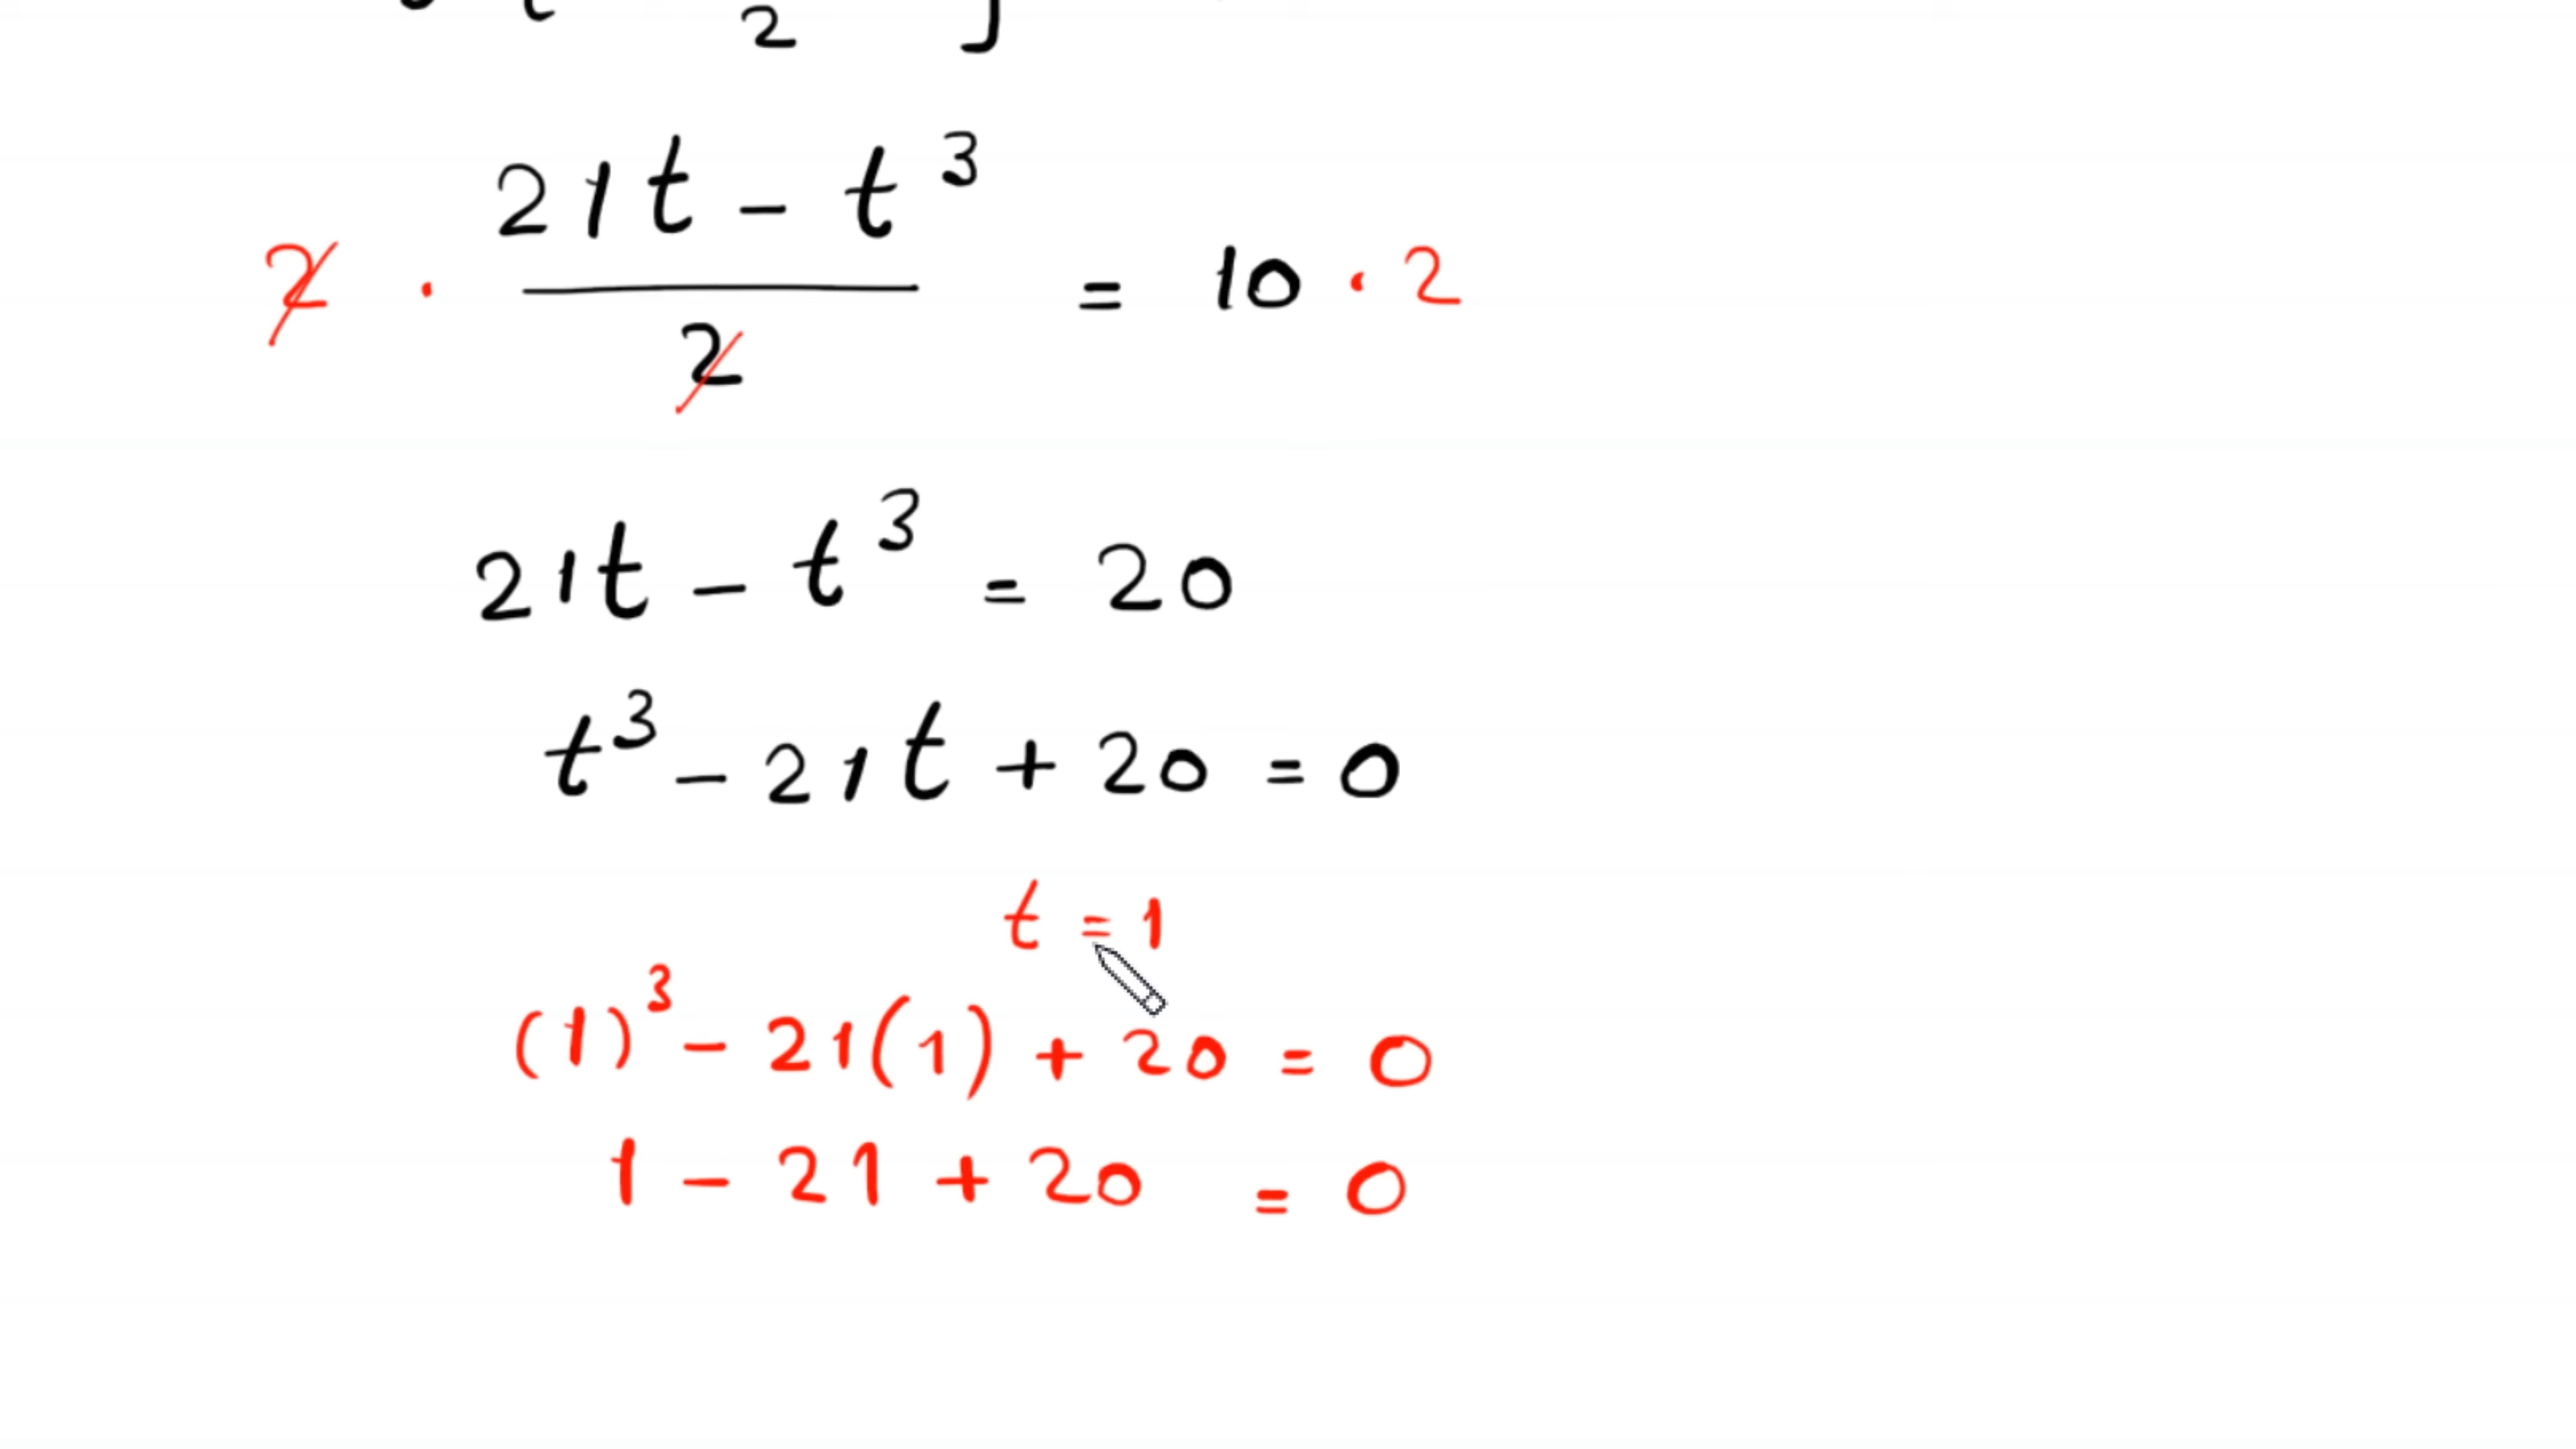 2
2 · (21t - t³)/2 = 10 · 2
21t - t³ = 20
t³ - 21t + 20 = 0
t = 1
(1)³ - 21(1) + 20 = 0
1 - 21 + 20 = 0